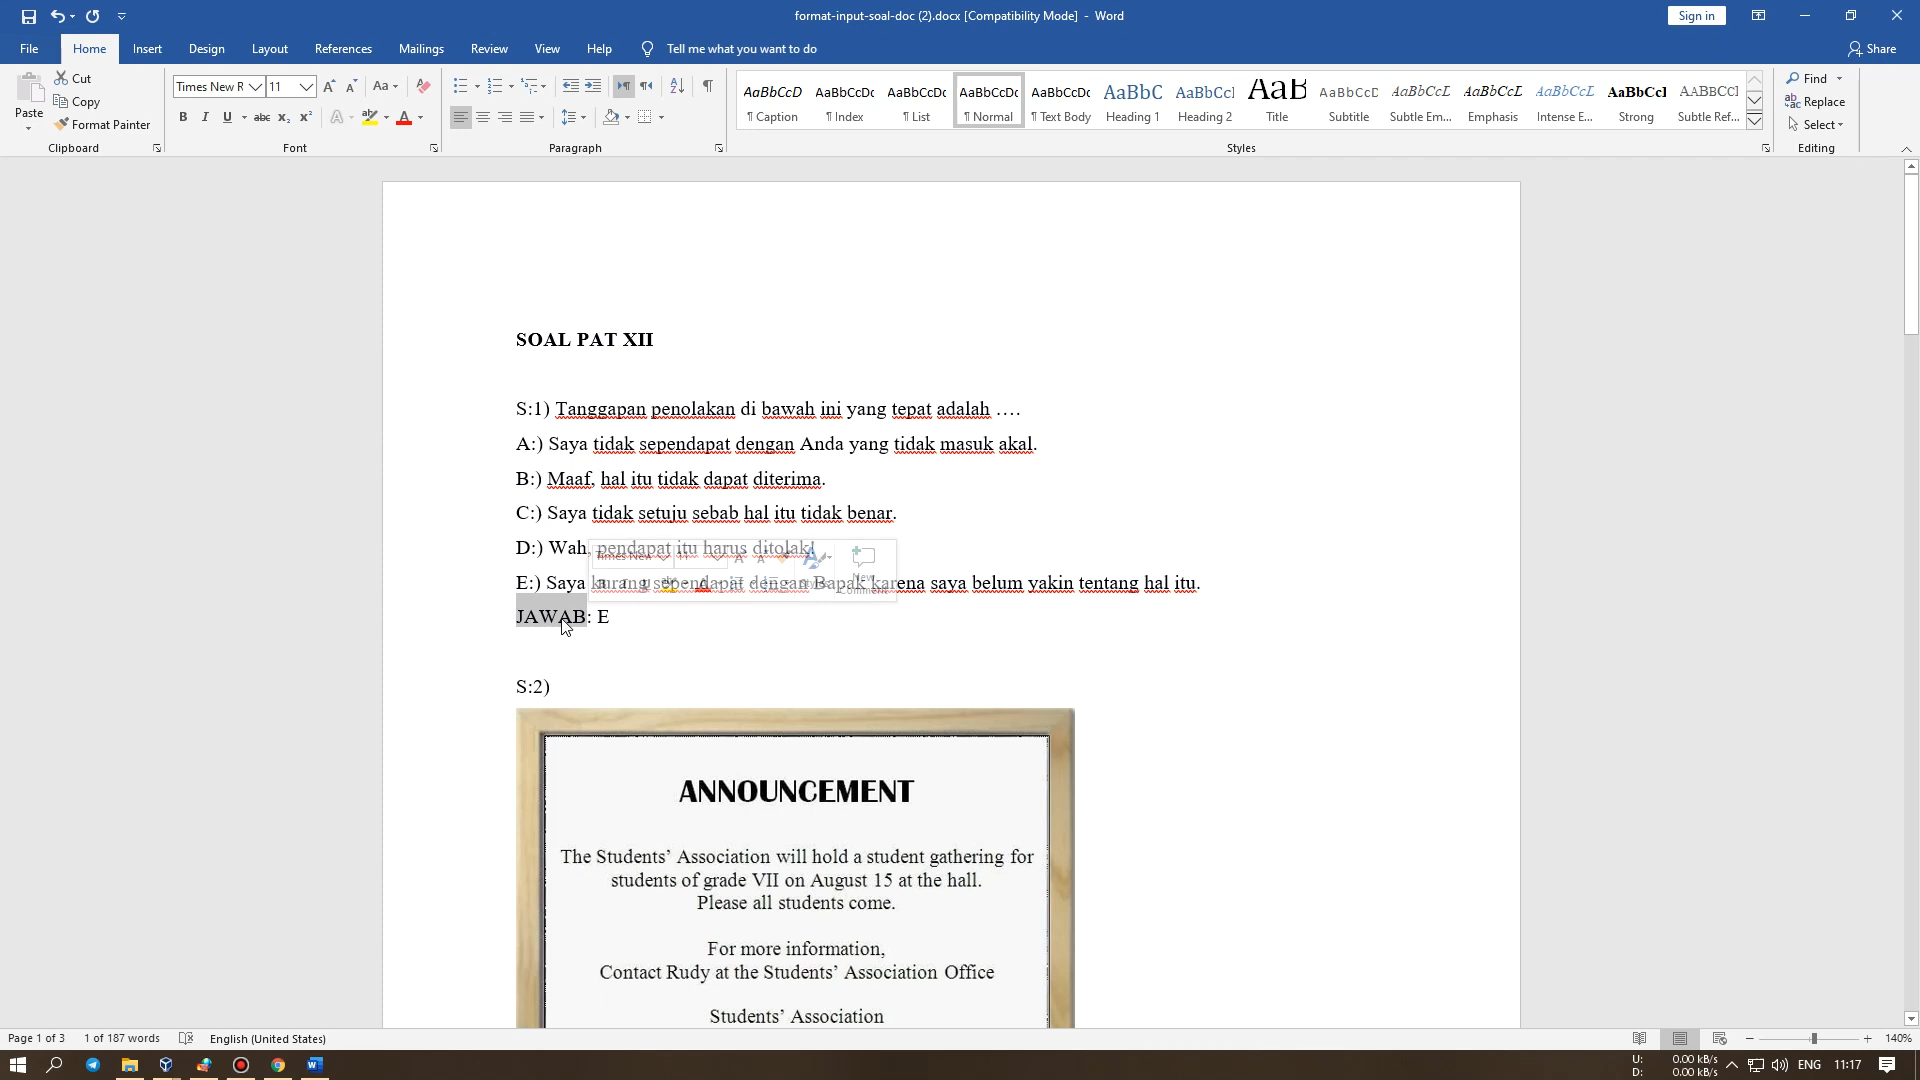 format-input-soal-doc (2).docx [Compatibility Mode] - Word
Sign in
File Home Insert Design Layout References Mailings Review View Help Tell me what you want to do
Share
Paste
Cut
Copy
Format Painter
Clipboard
Times New R 11
Font
Paragraph
AaBbCcD AaBbCcDc AaBbCcDc AaBbCcDc AaBbCcDc AaBbC AaBbCcI AaB AaBbCcD AaBbCcL AaBbCcL AaBbCcL AaBbCcI AABBCCI
¶ Caption ¶ Index ¶ List ¶ Normal ¶ Text Body Heading 1 Heading 2 Title Subtitle Subtle Em... Emphasis Intense E... Strong Subtle Ref...
Styles
Find
Replace
Select
Editing
SOAL PAT XII
S:1) Tanggapan penolakan di bawah ini yang tepat adalah ….
A:) Saya tidak sependapat dengan Anda yang tidak masuk akal.
B:) Maaf, hal itu tidak dapat diterima.
C:) Saya tidak setuju sebab hal itu tidak benar.
D:) Wah, pendapat itu harus ditolak!
E:) Saya kurang sependapat dengan Bapak karena saya belum yakin tentang hal itu.
JAWAB: E
S:2)
ANNOUNCEMENT
The Students’ Association will hold a student gathering for
students of grade VII on August 15 at the hall.
Please all students come.
For more information,
Contact Rudy at the Students’ Association Office
Students’ Association
Page 1 of 3 1 of 187 words English (United States)
140%
U: 0.00 kB/s
D: 0.00 kB/s
ENG 11:17